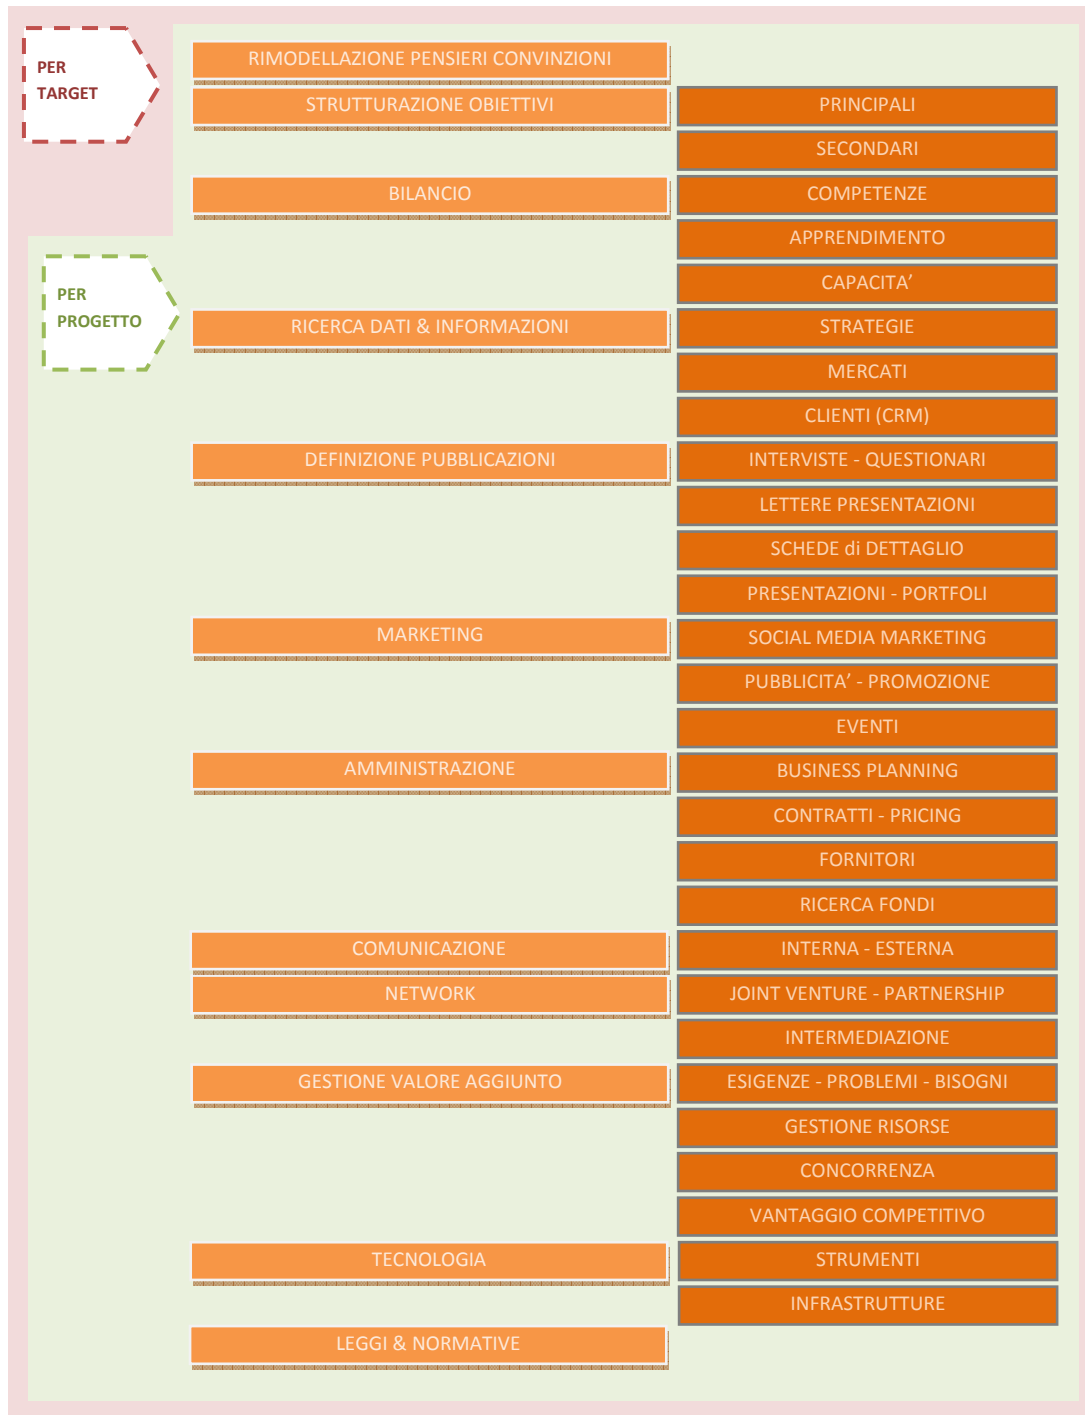 PER
TARGET
RIMODELLAZIONE PENSIERI CONVINZIONI
STRUTTURAZIONE OBIETTIVI
PRINCIPALI
SECONDARI
BILANCIO
COMPETENZE
APPRENDIMENTO
CAPACITA’
PER
PROGETTO
RICERCA DATI & INFORMAZIONI
STRATEGIE
MERCATI
CLIENTI (CRM)
DEFINIZIONE PUBBLICAZIONI
INTERVISTE - QUESTIONARI
LETTERE PRESENTAZIONI
SCHEDE di DETTAGLIO
PRESENTAZIONI - PORTFOLI
MARKETING
SOCIAL MEDIA MARKETING
PUBBLICITA’ - PROMOZIONE
EVENTI
AMMINISTRAZIONE
BUSINESS PLANNING
CONTRATTI - PRICING
FORNITORI
RICERCA FONDI
COMUNICAZIONE
INTERNA - ESTERNA
NETWORK
JOINT VENTURE - PARTNERSHIP
INTERMEDIAZIONE
GESTIONE VALORE AGGIUNTO
ESIGENZE - PROBLEMI - BISOGNI
GESTIONE RISORSE
CONCORRENZA
VANTAGGIO COMPETITIVO
TECNOLOGIA
STRUMENTI
INFRASTRUTTURE
LEGGI & NORMATIVE